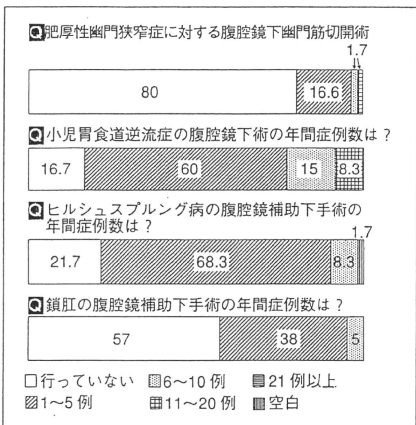 Q肥厚性幽門狭窄症に対する腹腔鏡下幽門筋切開術
1.7
80 16.6
Q小児胃食道逆流症の腹腔鏡下術の年間症例数は？
16.7 60 15 8.3
Qヒルシュスプルング病の腹腔鏡補助下手術の
年間症例数は？
1.7
21.7 68.3 8.3
Q鎖肛の腹腔鏡補助下手術の年間症例数は？
57 38 5
行っていない 6〜10例 21例以上
1〜5例 11〜20例 空白